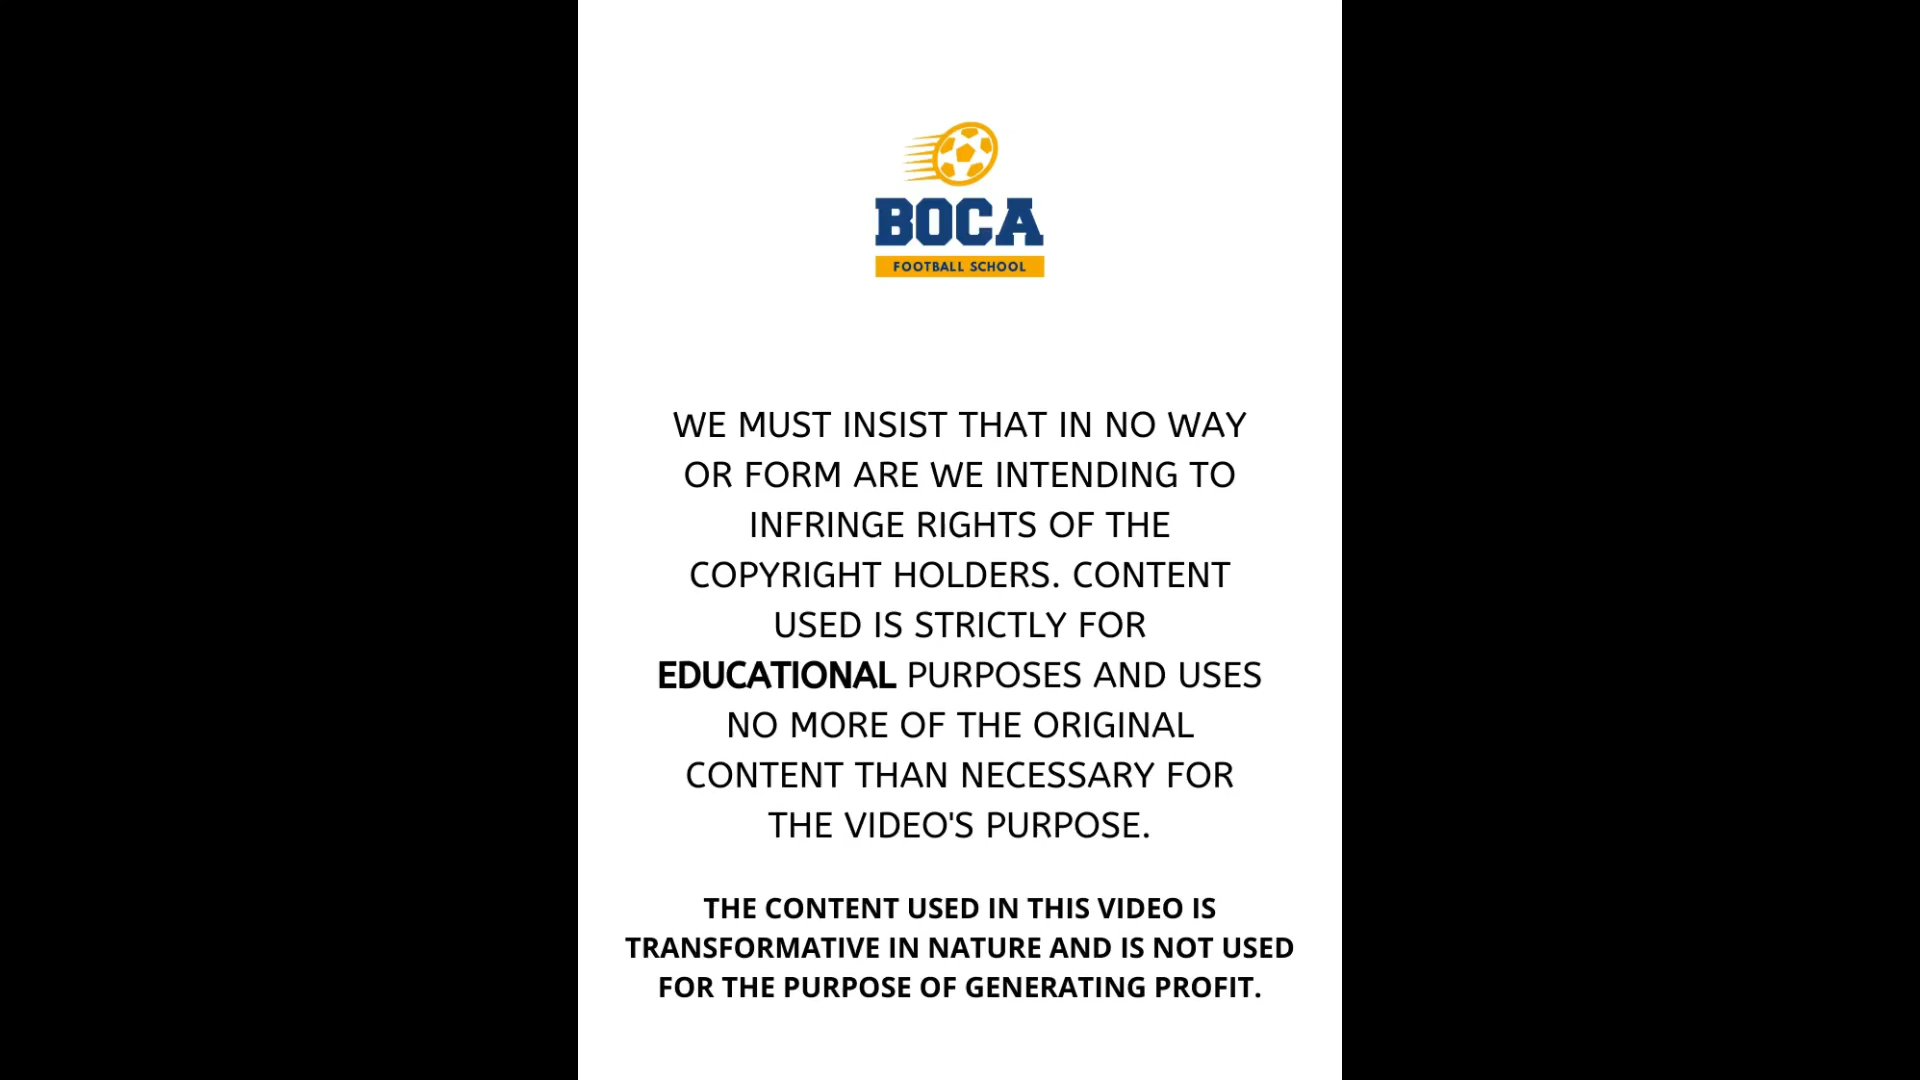 BOCA
FOOTBALL SCHOOL
WE MUST INSIST THAT IN NO WAY
OR FORM ARE WE INTENDING TO
INFRINGE RIGHTS OF THE
COPYRIGHT HOLDERS. CONTENT
USED IS STRICTLY FOR
EDUCATIONAL PURPOSES AND USES
NO MORE OF THE ORIGINAL
CONTENT THAN NECESSARY FOR
THE VIDEO'S PURPOSE.
THE CONTENT USED IN THIS VIDEO IS
TRANSFORMATIVE IN NATURE AND IS NOT USED
FOR THE PURPOSE OF GENERATING PROFIT.